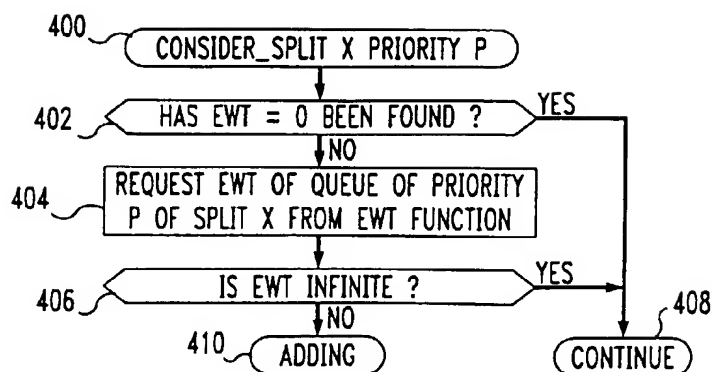 400
CONSIDER_SPLIT X PRIORITY P
402
HAS EWT = 0 BEEN FOUND ?
YES
NO
404
REQUEST EWT OF QUEUE OF PRIORITY
P OF SPLIT X FROM EWT FUNCTION
406
IS EWT INFINITE ?
YES
NO
410
ADDING
408
CONTINUE